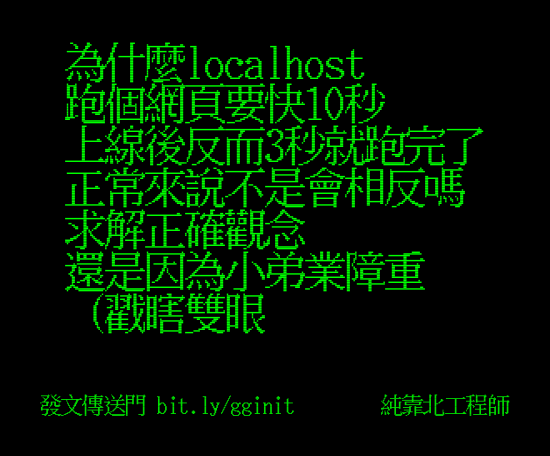 為什麼localhost
跑個網頁要快10秒
上線後反而3秒就跑完了
正常來說不是會相反嗎
求解正確觀念
還是因為小弟業障重
(戳瞎雙眼
發文傳送門 bit.ly/gginit
純靠北工程師